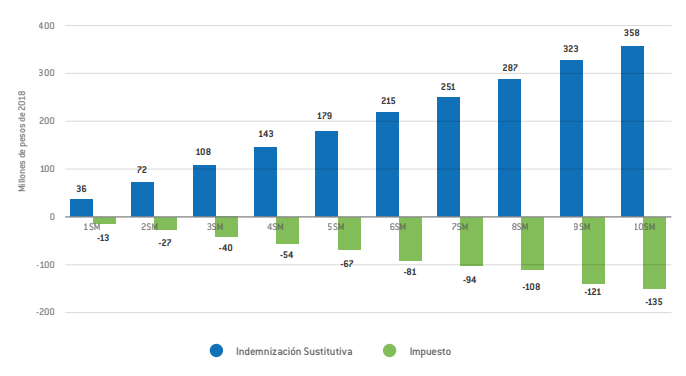 400
300
200
100
0
-100
-200
Millones de pesos de 2018
36
72
108
143
179
215
251
287
323
358
1SM
2SM
3SM
4SM
5SM
6SM
7SM
8SM
9SM
10SM
-13
-27
-40
-54
-67
-81
-94
-108
-121
-135
Indemnización Sustitutiva
Impuesto